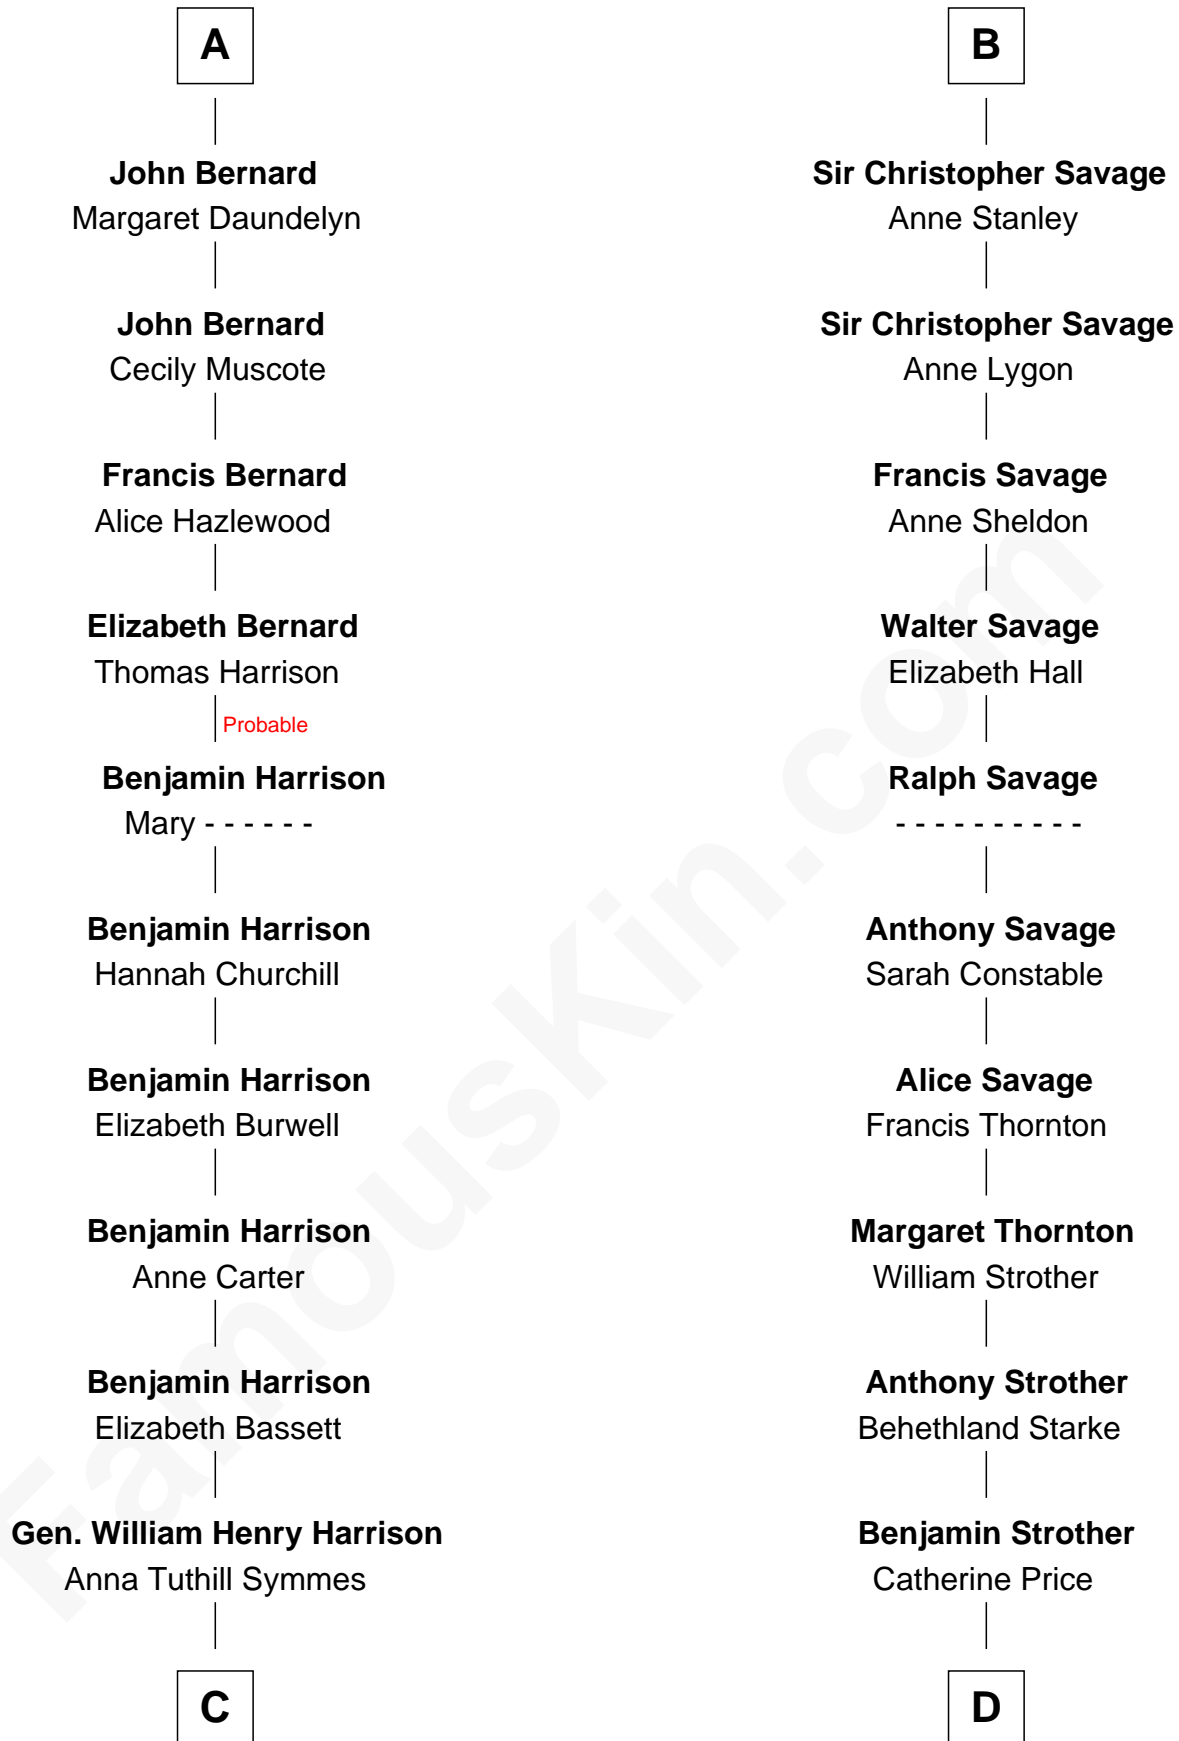 A
John Bernard
Margaret Daundelyn
John Bernard
Cecily Muscote
Francis Bernard
Alice Hazlewood
Elizabeth Bernard
Thomas Harrison
Probable
Benjamin Harrison
Mary - - - - - -
Benjamin Harrison
Hannah Churchill
Benjamin Harrison
Elizabeth Burwell
Benjamin Harrison
Anne Carter
Benjamin Harrison
Elizabeth Bassett
Gen. William Henry Harrison
Anna Tuthill Symmes
C
B
Sir Christopher Savage
Anne Stanley
Sir Christopher Savage
Anne Lygon
Francis Savage
Anne Sheldon
Walter Savage
Elizabeth Hall
Ralph Savage
- - - - - - - - - -
Anthony Savage
Sarah Constable
Alice Savage
Francis Thornton
Margaret Thornton
William Strother
Anthony Strother
Behethland Starke
Benjamin Strother
Catherine Price
D
FamousKin.com